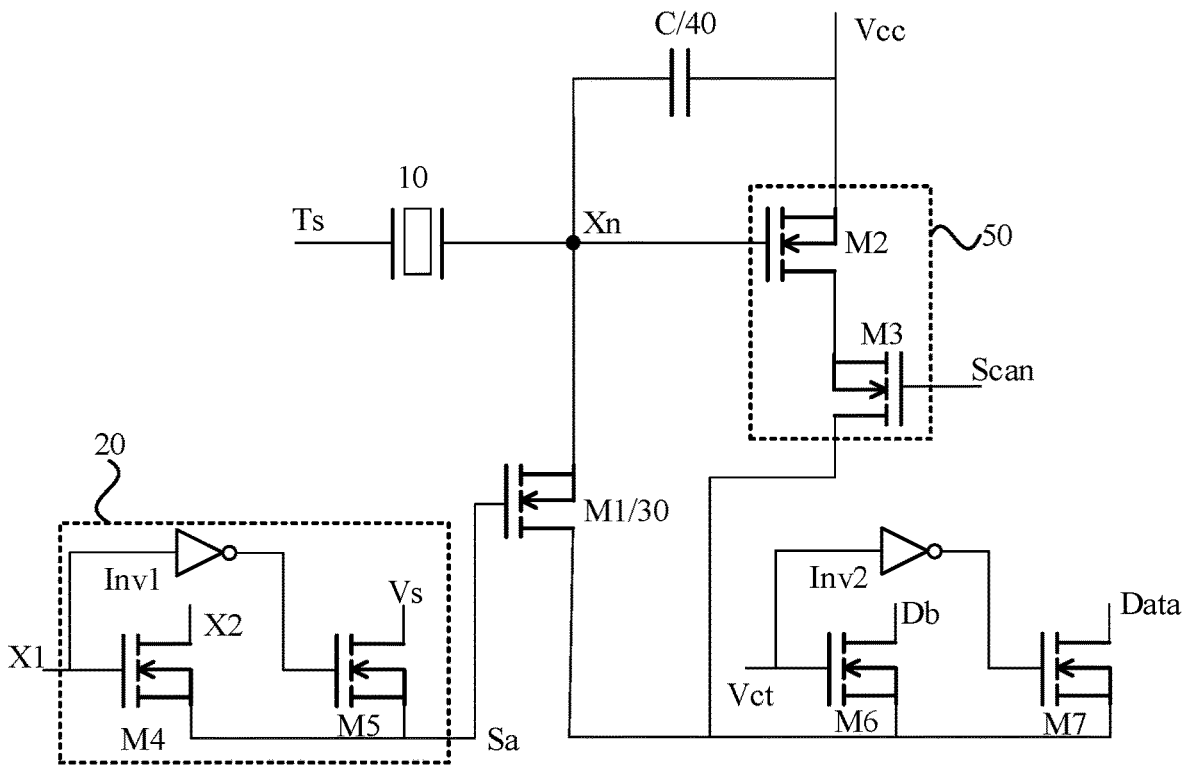 C/40
Vcc
10
Ts
Xn
M2
50
M3
Scan
20
M1/30
Inv1
Vs
Inv2
X2
Db
Data
X1
Vct
M4
M5
Sa
M6
M7